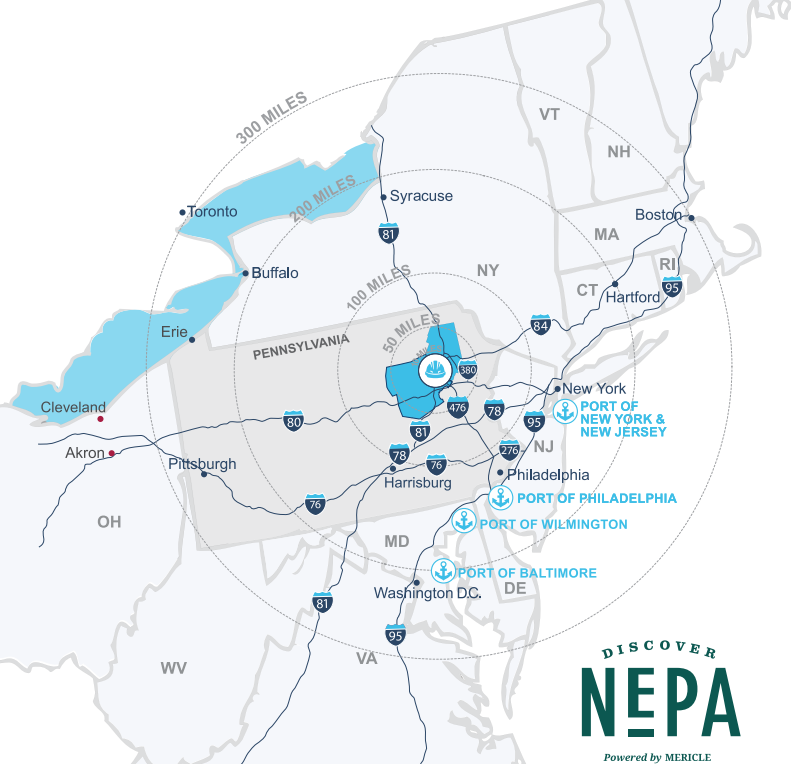 300 MILES
VT
NH
200 MILES
Toronto
Syracuse
Boston
81
MA
NY
RI
Buffalo
100 MILES
CT
95
Hartford
50 MILES
84
Erie
PENNSYLVANIA
380
New York
Cleveland
476
78
PORT OF
NEW YORK &
NEW JERSEY
80
95
81
NJ
Akron
78
276
Pittsburgh
76
Philadelphia
Harrisburg
PORT OF PHILADELPHIA
76
OH
PORT OF WILMINGTON
MD
PORT OF BALTIMORE
DE
Washington D.C.
81
95
VA
WV
DISCOVER
NEPA
Powered by MERICLE